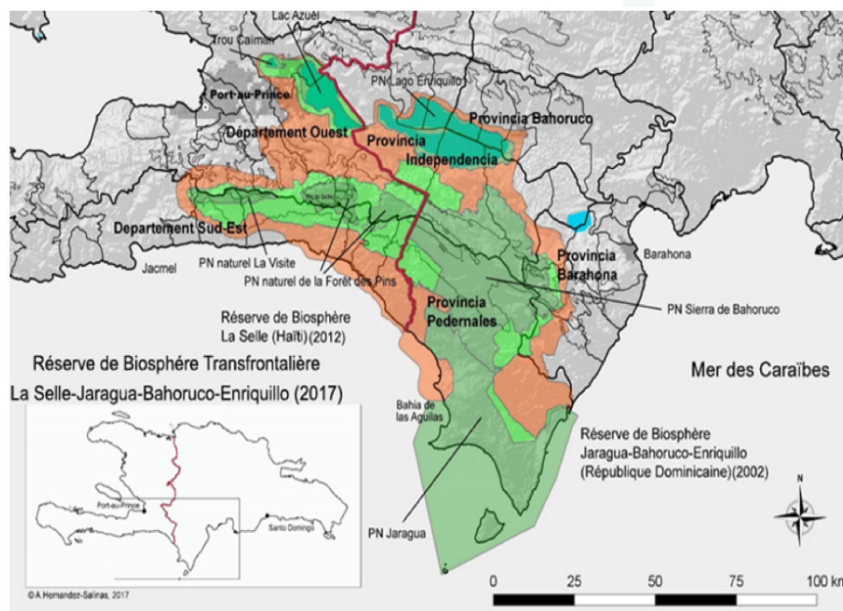 Lac Azuéi
Trou Caïman
PN Lago Enriquillo
Port-au-Prince
Provincia Bahoruco
Département Ouest
Provincia
Independencia
Departement Sud-Est
Provincia
Barahona
Barahona
Jacmel
PN naturel La Visite
PN naturel de la Forêt des Pins
Provincia
Pedernales
PN Sierra de Bahoruco
Réserve de Biosphère
La Selle (Haïti)(2012)
Réserve de Biosphére Transfrontalière
La Selle-Jaragua-Bahoruco-Enriquillo (2017)
Mer des Caraïbes
Bahia de
las Aguilas
Réserve de Biosphère
Jaragua-Bahoruco-Enriquillo
(République Dominicaine)(2002)
PN Jaragua
Port-au-Prince
Santo Domingo
N
© A.Hernandez-Salinas, 2017
0 25 50 75 100 km